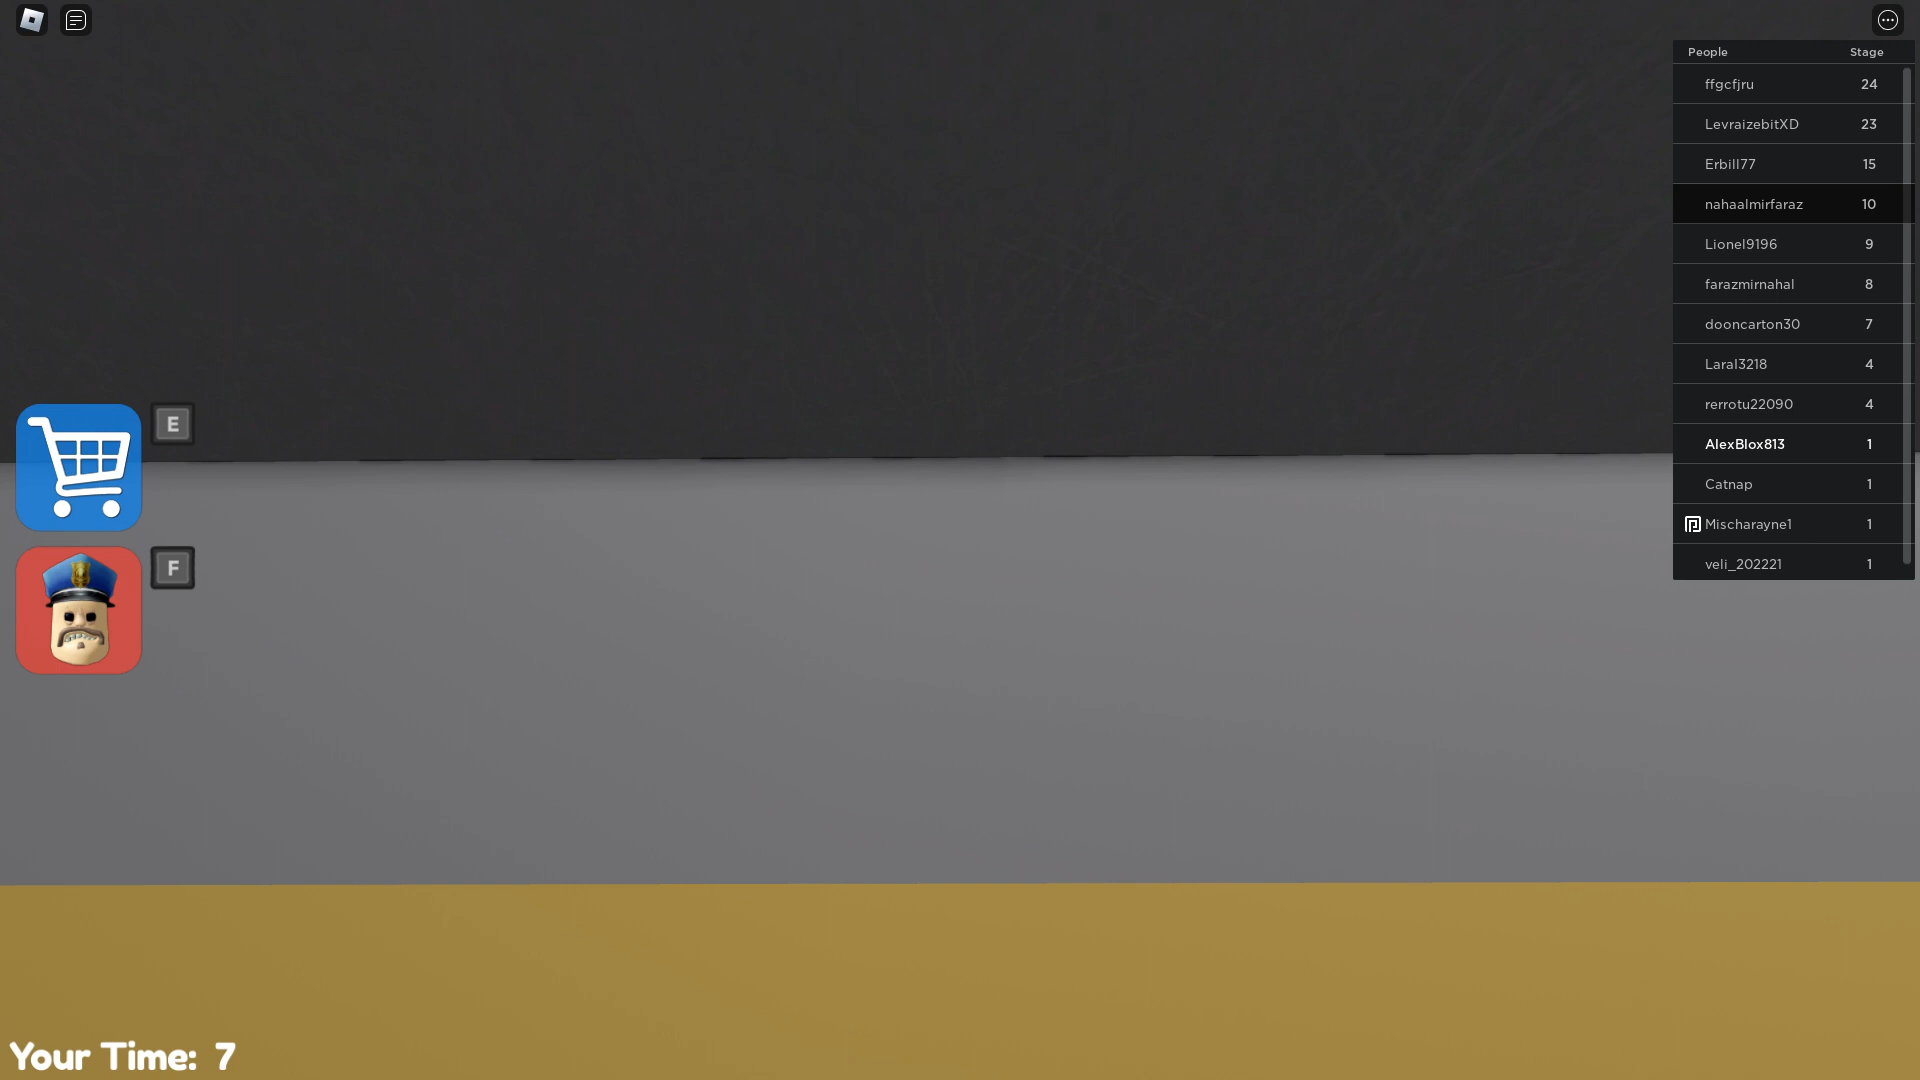 People Stage
ffgcfjru 24
LevraizebitXD 23
Erbill77 15
nahaalmirfaraz 10
Lionel9196 9
farazmirnahal 8
dooncarton30 7
Laral3218 4
rerrotu22090 4
AlexBlox813 1
Catnap 1
Mischarayne1 1
veli_202221 1
E
F
Your Time: 7